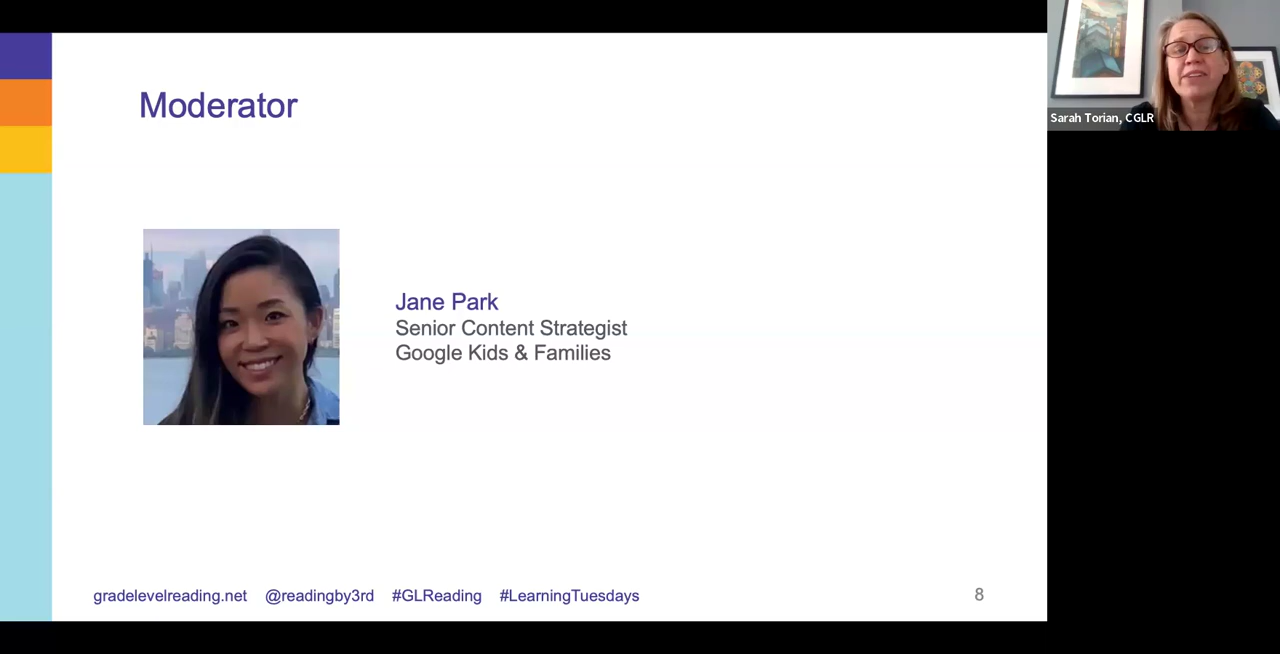 Moderator
Sarah Torian, CGLR
Jane Park
Senior Content Strategist
Google Kids & Families
gradelevelreading.net @readingby3rd #GLReading #LearningTuesdays 8